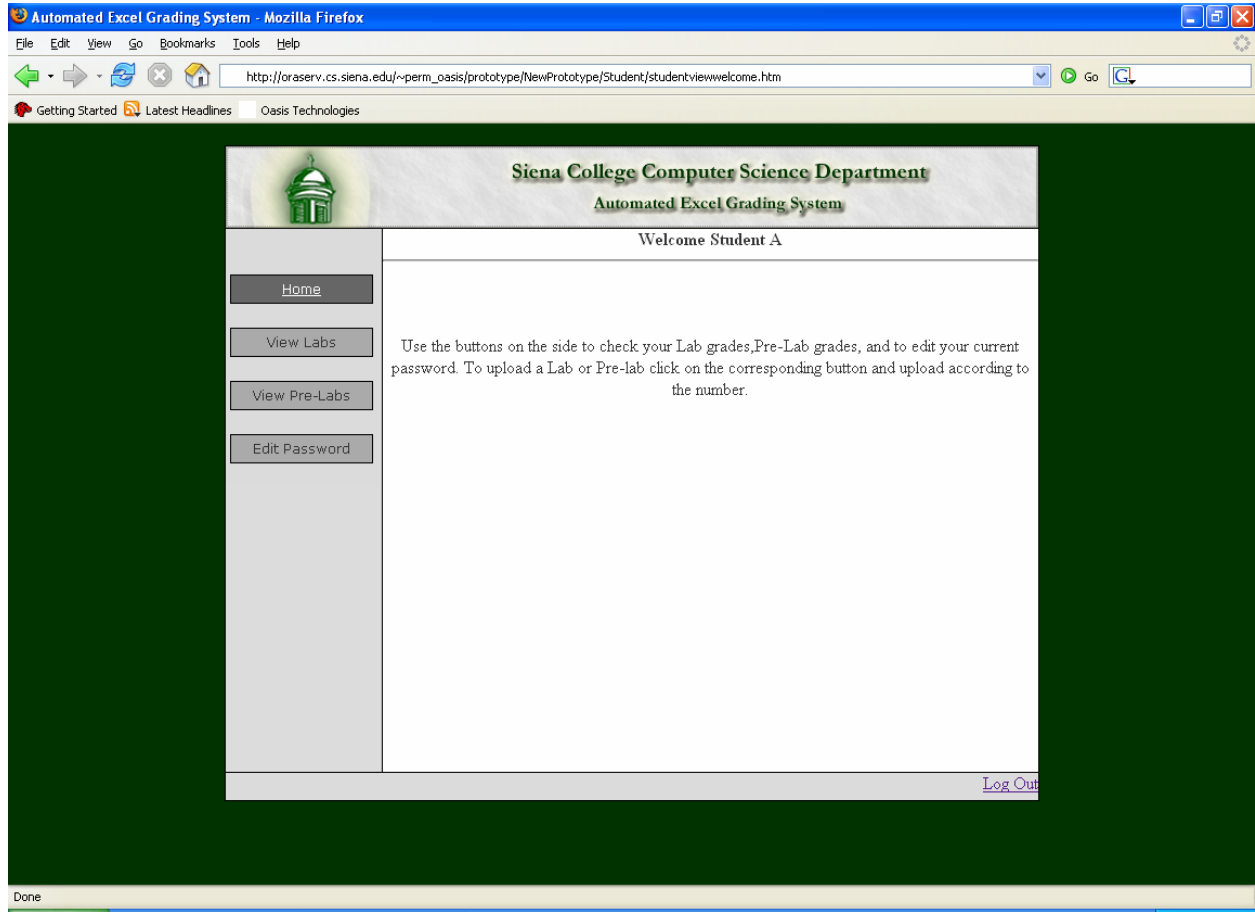 Automated Excel Grading System - Mozilla Firefox
File Edit View Go Bookmarks Tools Help
http://oraserv.cs.siena.edu/~perm_oasis/prototype/NewPrototype/Student/studentviewwelcome.htm Go G
Getting Started Latest Headlines Oasis Technologies
Siena College Computer Science Department
Automated Excel Grading System
Welcome Student A
Home
View Labs
View Pre-Labs
Edit Password
Use the buttons on the side to check your Lab grades,Pre-Lab grades, and to edit your current
password. To upload a Lab or Pre-lab click on the corresponding button and upload according to
the number.
Log Out
Done